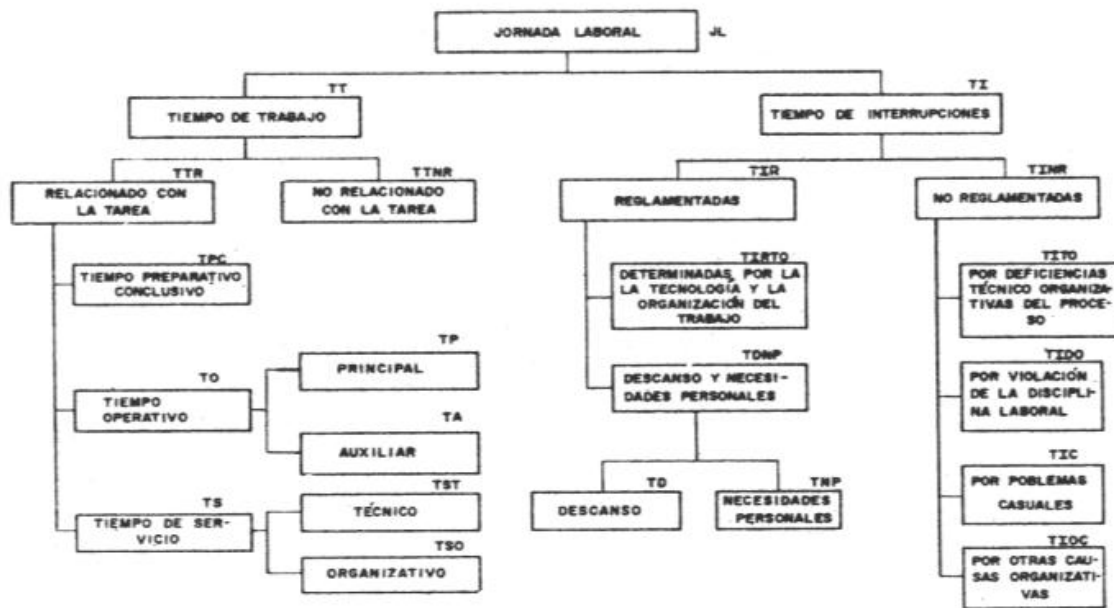 JORNADA LABORAL JL
TT
TIEMPO DE TRABAJO
TI
TIEMPO DE INTERRUPCIONES
TTR
RELACIONADO CON
LA TAREA
TTNR
NO RELACIONADO
CON LA TAREA
TIR
REGLAMENTADAS
TINR
NO REGLAMENTADAS
TPC
TIEMPO PREPARATIVO
CONCLUSIVO
TO
TIEMPO
OPERATIVO
TP
PRINCIPAL
TA
AUXILIAR
TS
TIEMPO DE SER-
VICIO
TST
TÉCNICO
TSO
ORGANIZATIVO
TIRTO
DETERMINADAS POR LA
LA TECNOLOGÍA Y LA
ORGANIZACIÓN DEL
TRABAJO
TDNP
DESCANSO Y NECESI-
DADES PERSONALES
TD
DESCANSO
TNP
NECESIDADES
PERSONALES
TITO
POR DEFICIENCIAS
TÉCNICO ORGANIZA-
TIVAS DEL PROCE-
SO
TIDO
POR VIOLACIÓN
DE LA DISCIPLI-
NA LABORAL
TIC
POR POBLEMAS
CASUALES
TIOC
POR OTRAS CAU-
SAS ORGANIZATI-
VAS